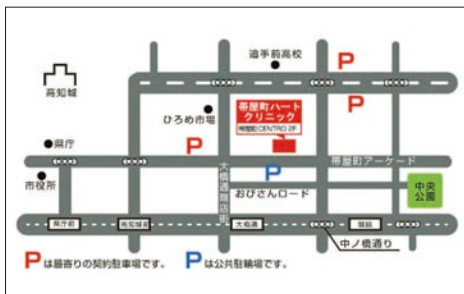 追手前高校
P
高知城
P
帯屋町ハート
クリニック
帯屋町CENTRO 2F
ひろめ市場
県庁
P
大橋通商店街
P
帯屋町アーケード
市役所
おびさんロード
中央
公園
県庁前
高知城前
大橋通
堀詰
中ノ橋通り
Pは最寄りの契約駐車場です。
Pは公共駐輪場です。